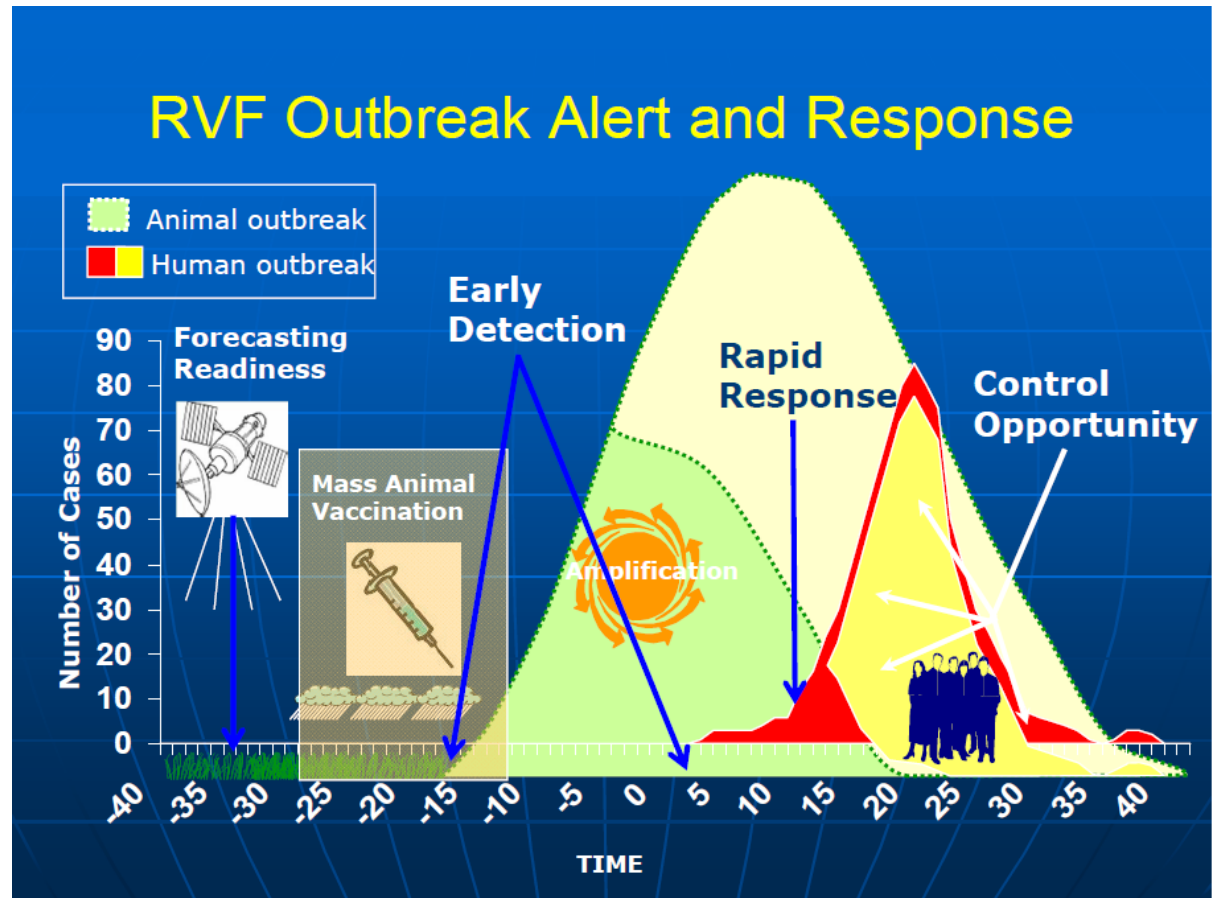 RVF Outbreak Alert and Response
Animal outbreak
Human outbreak
Early
Detection
Forecasting
Readiness
Rapid
Response
Control
Opportunity
Mass Animal
Vaccination
Amplification
Number of Cases
90
80
70
60
50
40
30
20
10
0
-40
-35
-30
-25
-20
-15
-10
-5
0
5
10
15
20
25
30
35
40
TIME